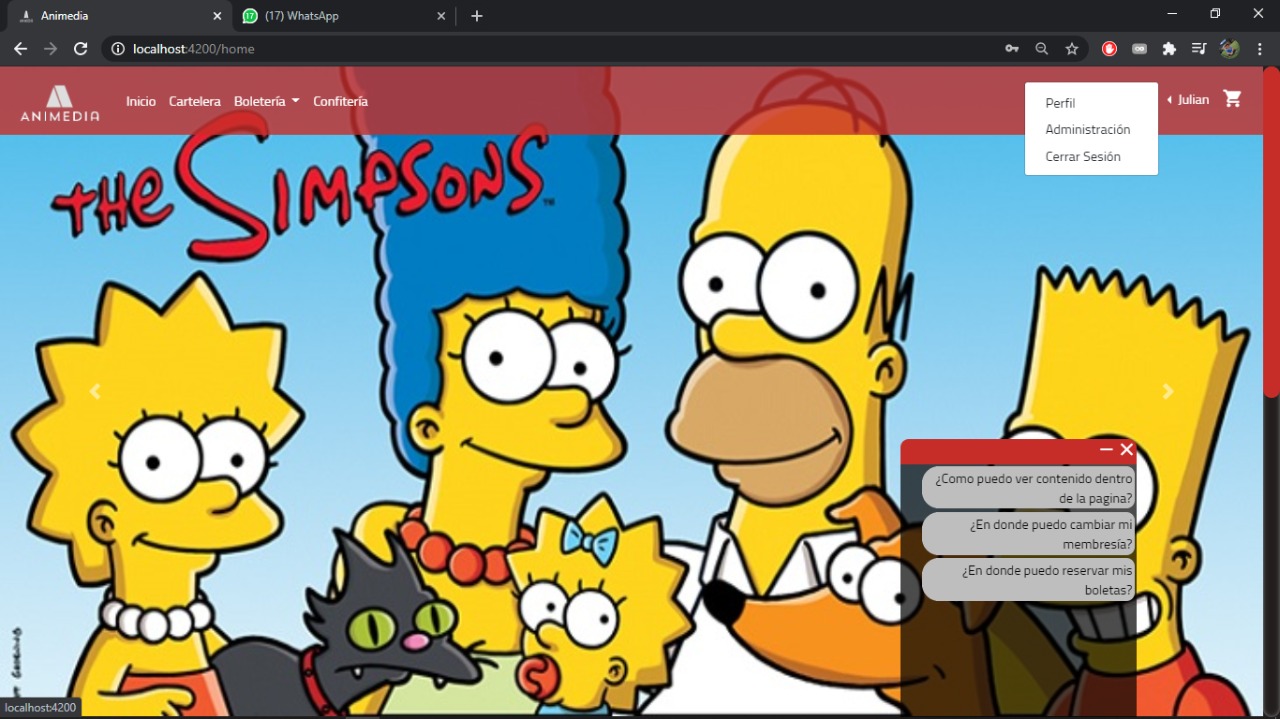 Animedia
(17) WhatsApp
localhost:4200/home
ANIMEDIA
Inicio Cartelera Boletería Confitería
Julian
Perfil
Administración
Cerrar Sesión
THE SIMPSONS
TM
¿Como puedo ver contenido dentro
de la pagina?
¿En donde puedo cambiar mi
membresía?
¿En donde puedo reservar mis
boletas?
localhost:4200